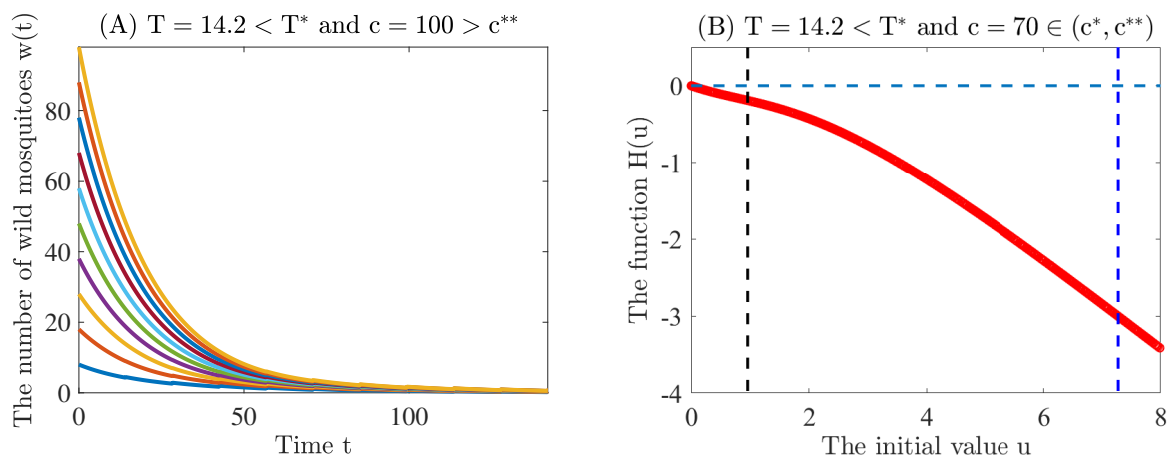 (A) T = 14.2 < T* and c = 100 > c**
The number of wild mosquitoes w(t)
80
60
40
20
0
0 50 100
Time t
(B) T = 14.2 < T* and c = 70 ∈ (c*, c**)
The function H(u)
0
-1
-2
-3
-4
0 2 4 6 8
The initial value u